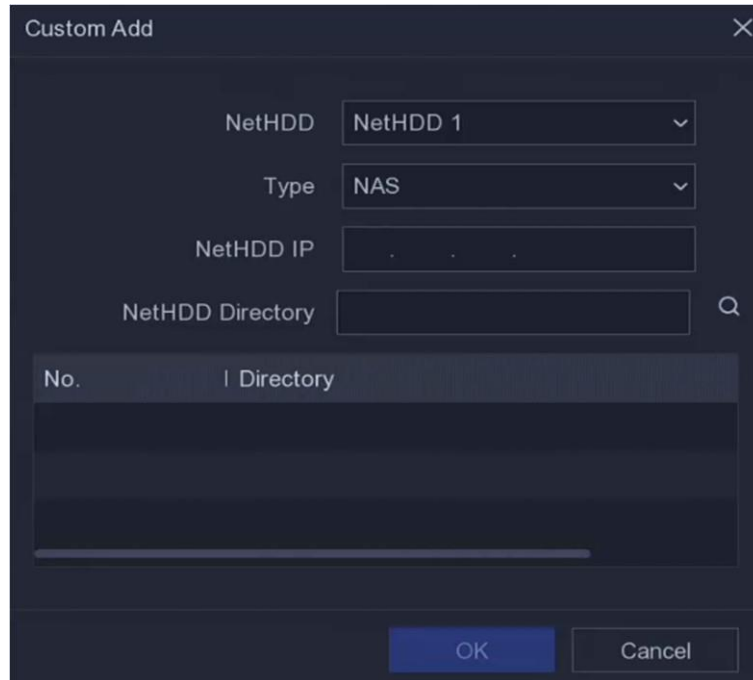 Custom Add
NetHDD NetHDD 1
Type NAS
NetHDD IP . . .
NetHDD Directory
No. | Directory
OK Cancel